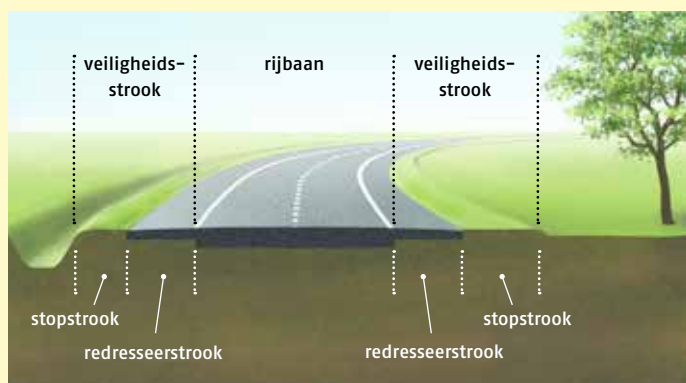 veiligheids-
strook
rijbaan
veiligheids-
strook
stopstrook
redresseerstrook
redresseerstrook
stopstrook